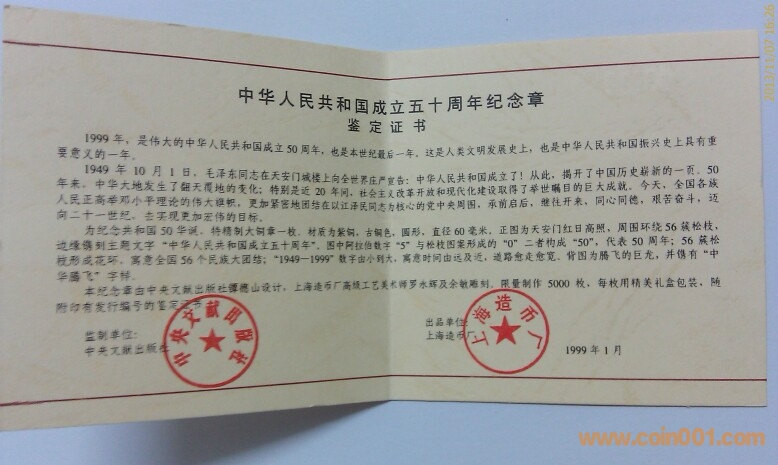 中华人民共和国成立五十周年纪念章
鉴定证书
1999年，是伟大的中华人民共和国成立50周年，也是本世纪最后一年。这是人类文明发展史上，也是中华人民共和国振兴史上具有重
要意义的一年。
1949年10月1日，毛泽东同志在天安门城楼上向全世界庄严宣告：中华人民共和国成立了！从此，揭开了中国历史崭新的一页。50
年来，中华大地发生了翻天覆地的变化；特别是近20年间，社会主义改革开放和现代化建设取得了举世瞩目的巨大成就。今天，全国各族
人民正高举邓小平理论的伟大旗帜，更加紧密地团结在以江泽民同志为核心的党中央周围，承前启后，继往开来，同心同德，艰苦奋斗，迈
向二十一世纪，去实现更加宏伟的目标。
为纪念共和国50华诞，特精制大铜章一枚。材质为紫铜，古铜色，圆形，直径60毫米。正图为天安门红日高照，周围环绕56簇松枝，
边缘镌刻主题文字“中华人民共和国成立五十周年”。图中阿拉伯数字“5”与松枝图案形成的“0”二者构成“50”，代表50周年；56簇松
枝形成花环，寓意全国56个民族大团结；“1949－1999”数字由小到大，寓意时间由远及近，道路愈走愈宽。背图为腾飞的巨龙，并镌有“中
华腾飞”字样。
本纪念章由中央文献出版社谭德山设计，上海造币厂高级工艺美术师罗永辉及余敏雕刻。限量制作5000枚，每枚用精美礼盒包装，随
附印有发行编号的鉴定证书。
监制单位：
中央文献出版社
中央文献出版社
出品单位：
上海造币厂
上海造币厂
1999年1月
www.coin001.com